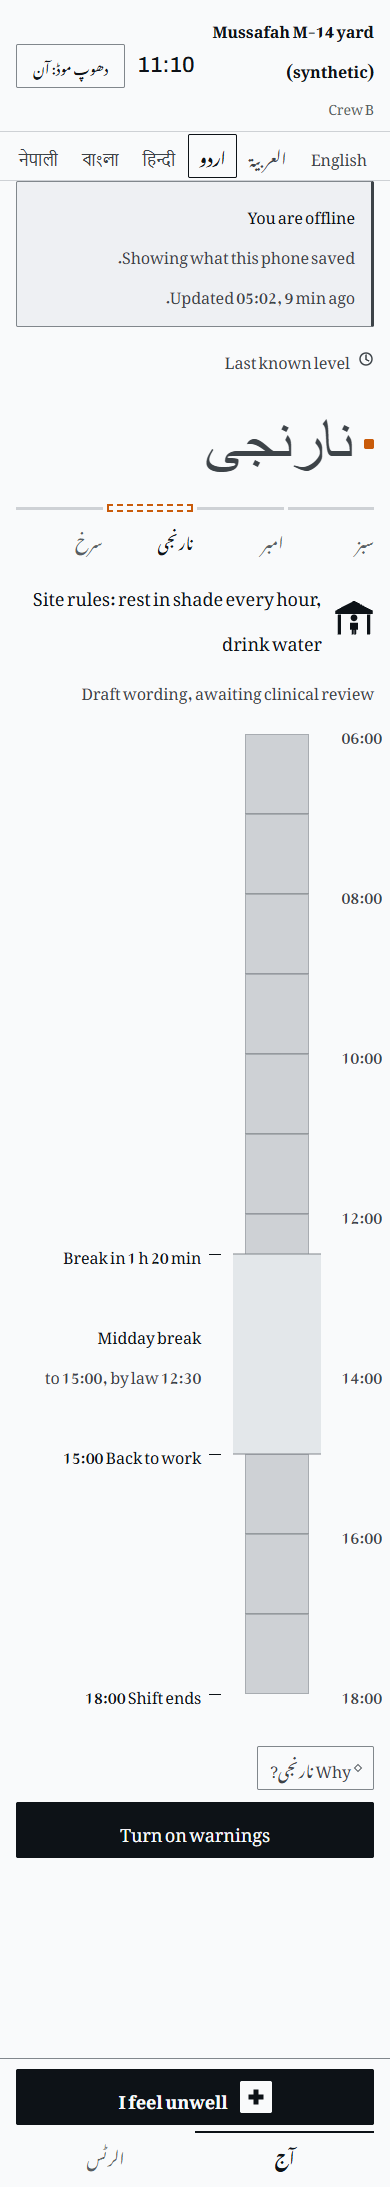 Mussafah M-14 yard
(synthetic)
Crew B
11:10
دھوپ موڈ: آن
English
العربية
اردو
हिन्दी
বাংলা
नेपाली
You are offline
Showing what this phone saved.
Updated 05:02, 9 min ago.
Last known level
نارنجی
سبز
امبر
نارنجی
سرخ
Site rules: rest in shade every hour,
drink water
Draft wording, awaiting clinical review
06:00
08:00
10:00
12:00
Break in 1 h 20 min
Midday break
to 15:00, by law 12:30
14:00
15:00 Back to work
16:00
18:00 Shift ends
18:00
Why نارنجی?
Turn on warnings
I feel unwell
آج
الرٹس